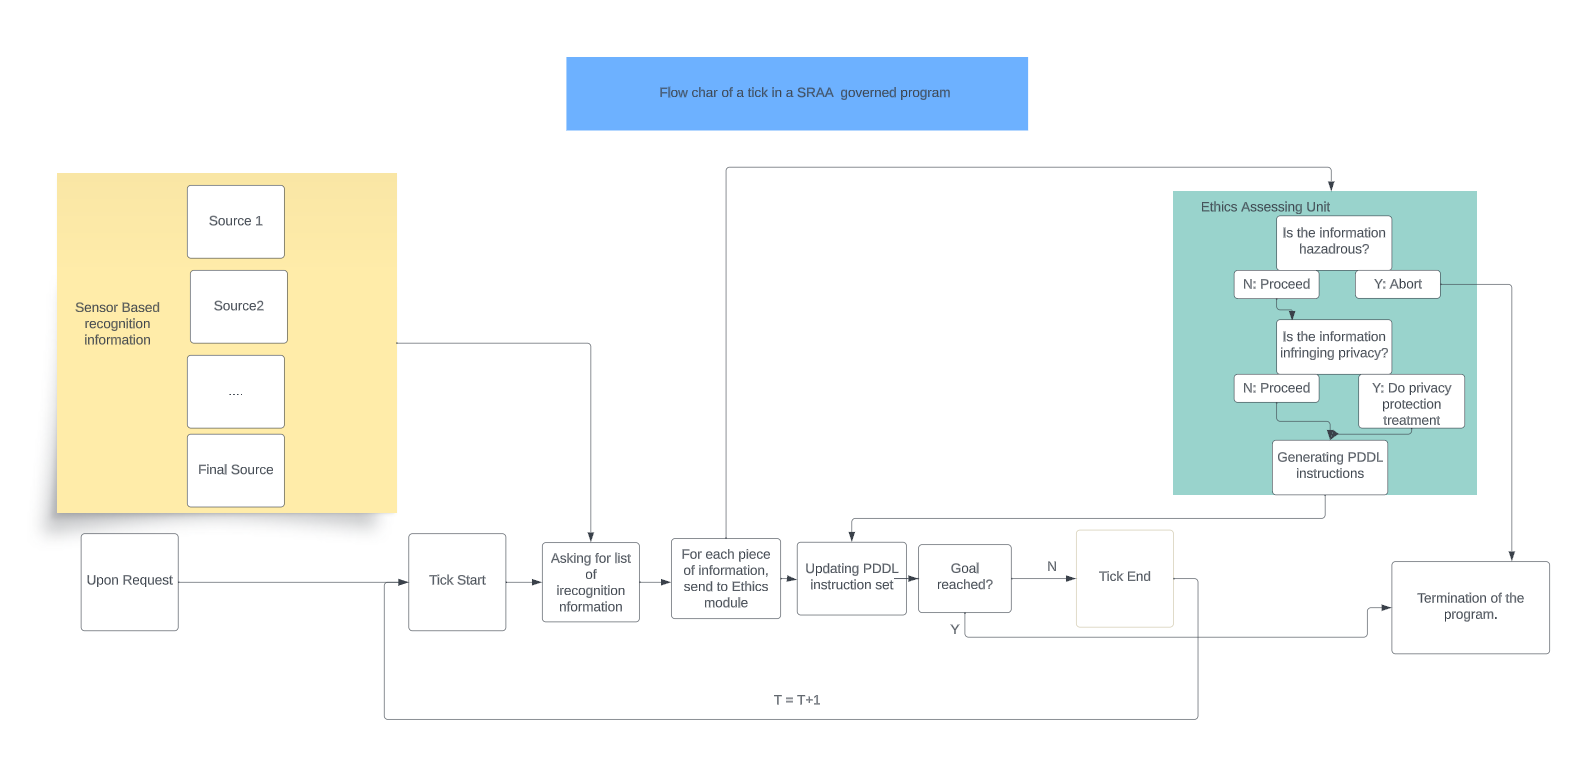 Flow char of a tick in a SRAA  governed program
Sensor Based
recognition
information
Source 1
Source2
....
Final Source
Ethics Assessing Unit
Is the information
hazadrous?
N: Proceed
Y: Abort
Is the information
infringing privacy?
N: Proceed
Y: Do privacy
protection
treatment
Generating PDDL
instructions
Upon Request
Tick Start
Asking for list
of
irecognition
nformation
For each piece
of information,
send to Ethics
module
Updating PDDL
instruction set
Goal
reached?
N
Y
Tick End
Termination of the
program.
T = T+1